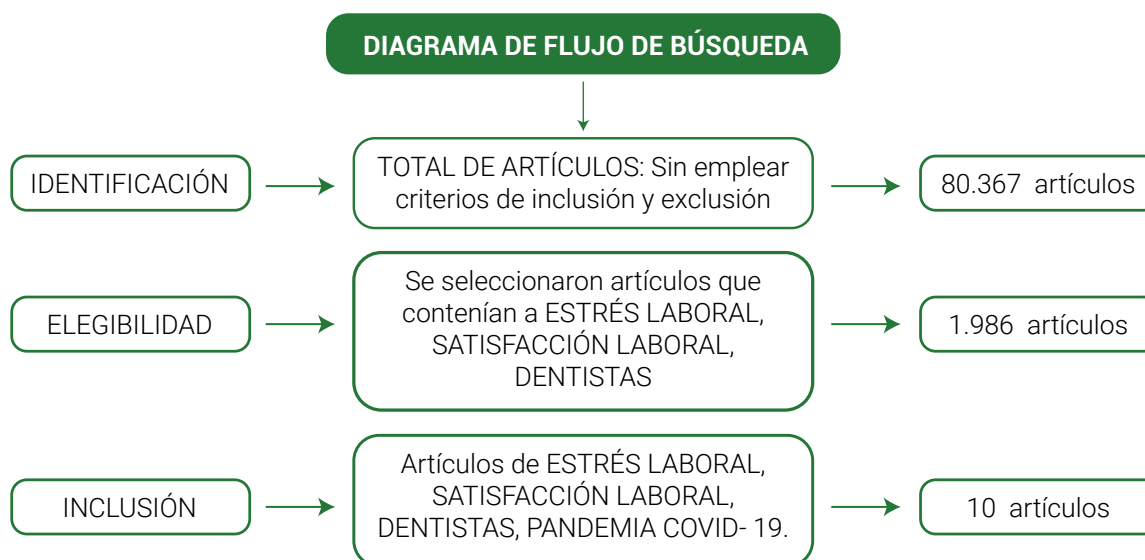 DIAGRAMA DE FLUJO DE BÚSQUEDA
IDENTIFICACIÓN
TOTAL DE ARTÍCULOS: Sin emplear
criterios de inclusión y exclusión
80.367 artículos
ELEGIBILIDAD
Se seleccionaron artículos que
contenían a ESTRÉS LABORAL,
SATISFACCIÓN LABORAL,
DENTISTAS
1.986 artículos
INCLUSIÓN
Artículos de ESTRÉS LABORAL,
SATISFACCIÓN LABORAL,
DENTISTAS, PANDEMIA COVID- 19.
10 artículos